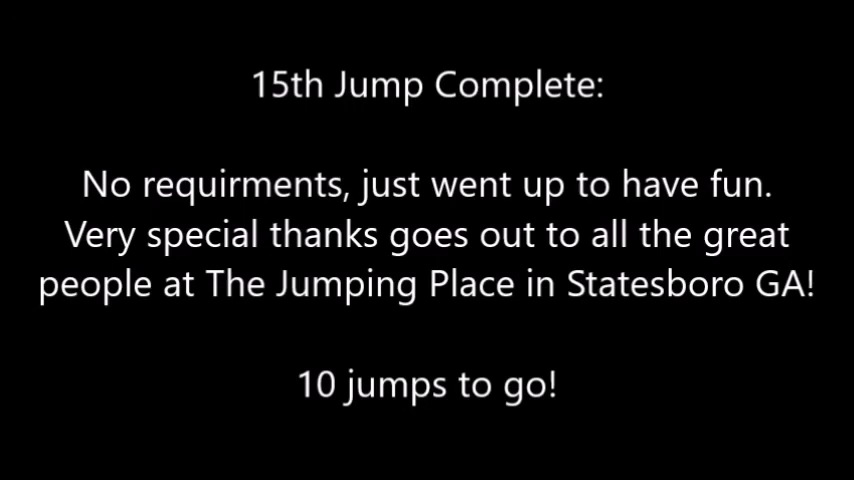 15th Jump Complete:
No requirments, just went up to have fun.
Very special thanks goes out to all the great
people at The Jumping Place in Statesboro GA!
10 jumps to go!